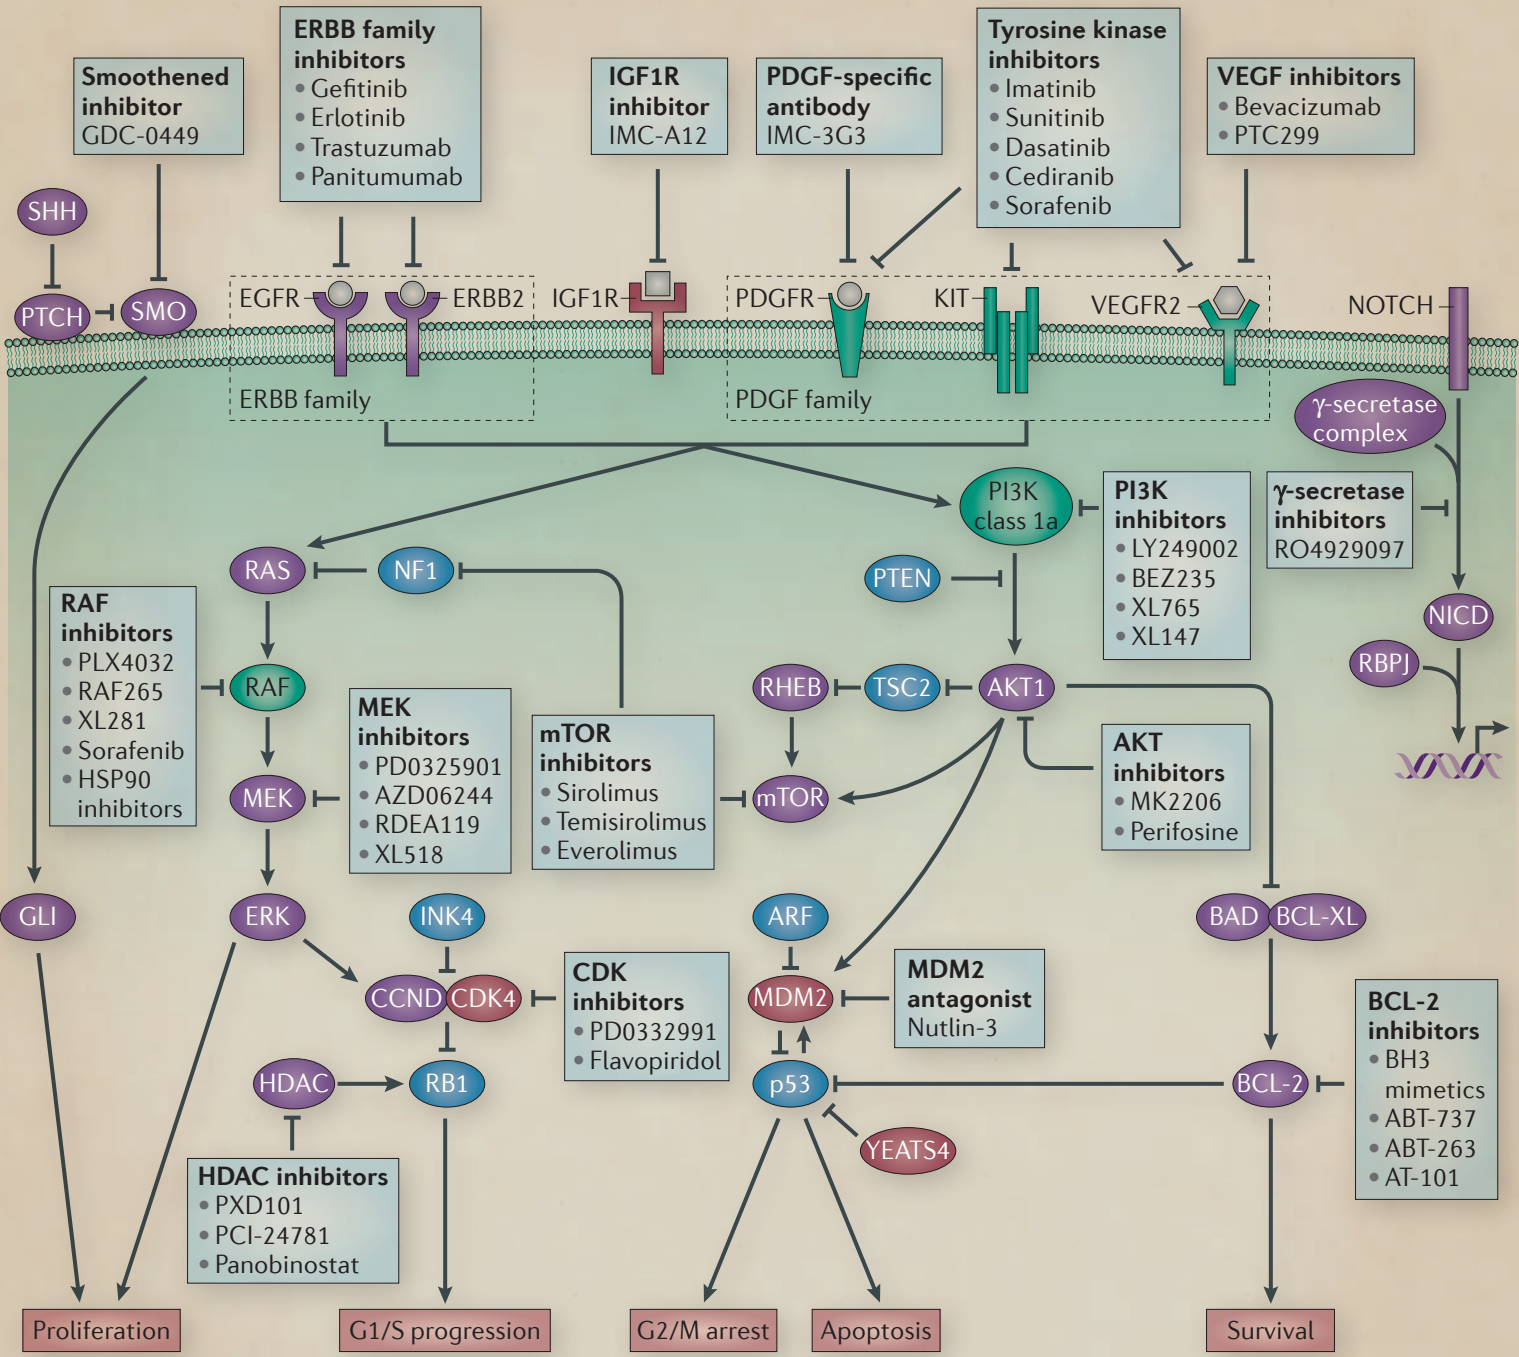 Smoothened
inhibitor
GDC-0449
ERBB family
inhibitors
• Gefitinib
• Erlotinib
• Trastuzumab
• Panitumumab
IGF1R
inhibitor
IMC-A12
PDGF-specific
antibody
IMC-3G3
Tyrosine kinase
inhibitors
• Imatinib
• Sunitinib
• Dasatinib
• Cediranib
• Sorafenib
VEGF inhibitors
• Bevacizumab
• PTC299
SHH
PTCH
SMO
EGFR
ERBB2
ERBB family
IGF1R
PDGFR
KIT
VEGFR2
PDGF family
NOTCH
γ-secretase
complex
γ-secretase
inhibitors
RO4929097
PI3K
class 1a
PI3K
inhibitors
• LY249002
• BEZ235
• XL765
• XL147
RAS
NF1
PTEN
NICD
RBPJ
RAF
inhibitors
• PLX4032
• RAF265
• XL281
• Sorafenib
• HSP90
inhibitors
RAF
MEK
inhibitors
• PD0325901
• AZD06244
• RDEA119
• XL518
mTOR
inhibitors
• Sirolimus
• Temisirolimus
• Everolimus
RHEB
TSC2
AKT1
AKT
inhibitors
• MK2206
• Perifosine
MEK
mTOR
GLI
ERK
INK4
ARF
BAD
BCL-XL
CCND
CDK4
CDK
inhibitors
• PD0332991
• Flavopiridol
MDM2
MDM2
antagonist
Nutlin-3
BCL-2
inhibitors
• BH3
mimetics
• ABT-737
• ABT-263
• AT-101
HDAC
RB1
p53
BCL-2
YEATS4
HDAC inhibitors
• PXD101
• PCI-24781
• Panobinostat
Proliferation
G1/S progression
G2/M arrest
Apoptosis
Survival